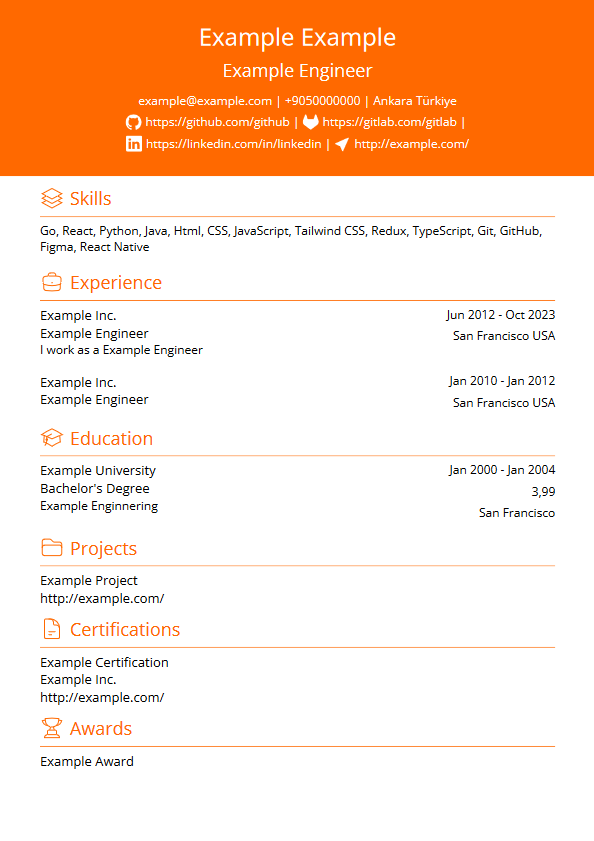 Example Example
Example Engineer
example@example.com | +9050000000 | Ankara Türkiye
https://github.com/github | https://gitlab.com/gitlab |
in https://linkedin.com/in/linkedin | http://example.com/
Skills
Go, React, Python, Java, Html, CSS, JavaScript, Tailwind CSS, Redux, TypeScript, Git, GitHub,
Figma, React Native
Experience
Example Inc. Jun 2012 - Oct 2023
Example Engineer San Francisco USA
I work as a Example Engineer
Example Inc. Jan 2010 - Jan 2012
Example Engineer San Francisco USA
Education
Example University Jan 2000 - Jan 2004
Bachelor's Degree 3,99
Example Enginnering San Francisco
Projects
Example Project
http://example.com/
Certifications
Example Certification
Example Inc.
http://example.com/
Awards
Example Award